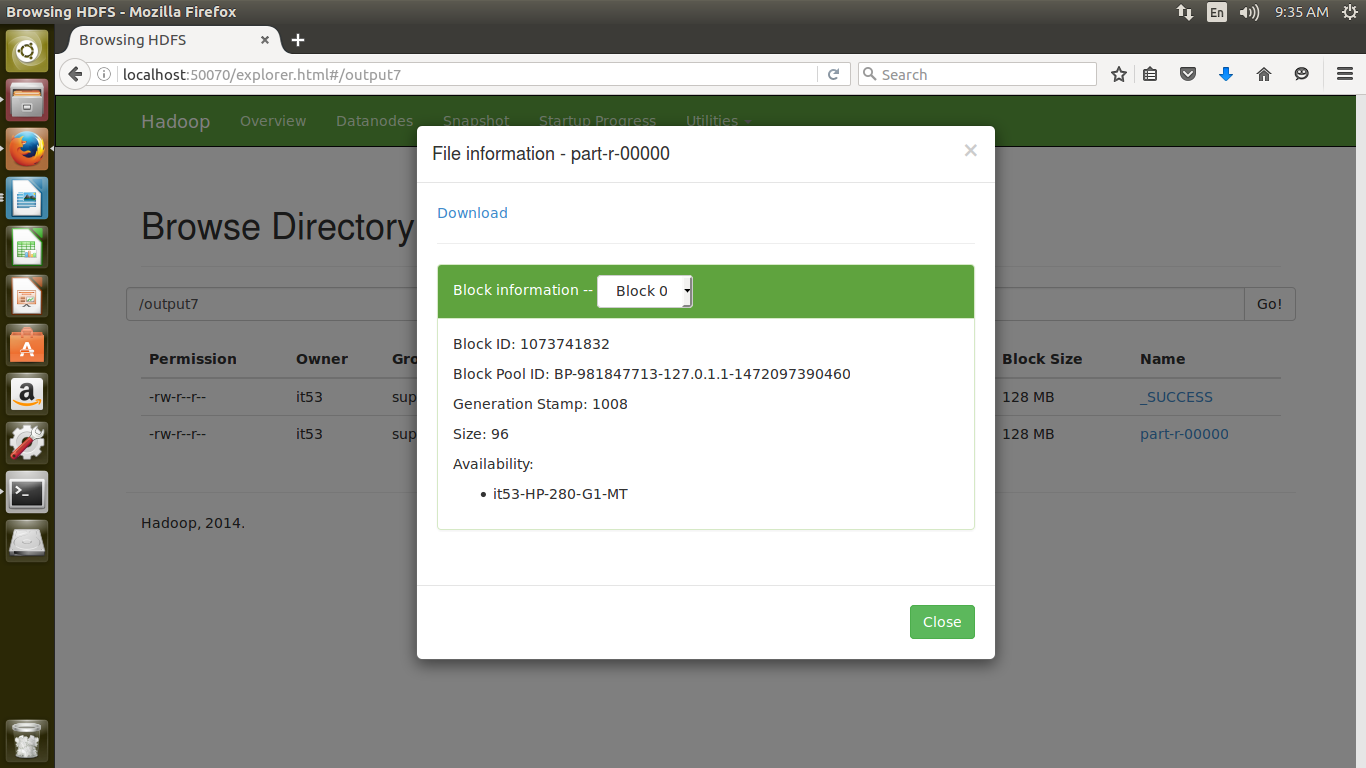 Browsing HDFS - Mozilla Firefox
En
9:35 AM
Browsing HDFS
localhost:50070/explorer.html#/output7
Search
Hadoop Overview Datanodes Snapshot Startup Progress Utilities
File information - part-r-00000
×
Download
Browse Directory
Block information -- Block 0
/output7
Go!
Block ID: 1073741832
Permission Owner Gro Block Size Name
Block Pool ID: BP-981847713-127.0.1.1-1472097390460
-rw-r--r-- it53 sup 128 MB _SUCCESS
Generation Stamp: 1008
-rw-r--r-- it53 sup 128 MB part-r-00000
Size: 96
Availability:
• it53-HP-280-G1-MT
Hadoop, 2014.
Close